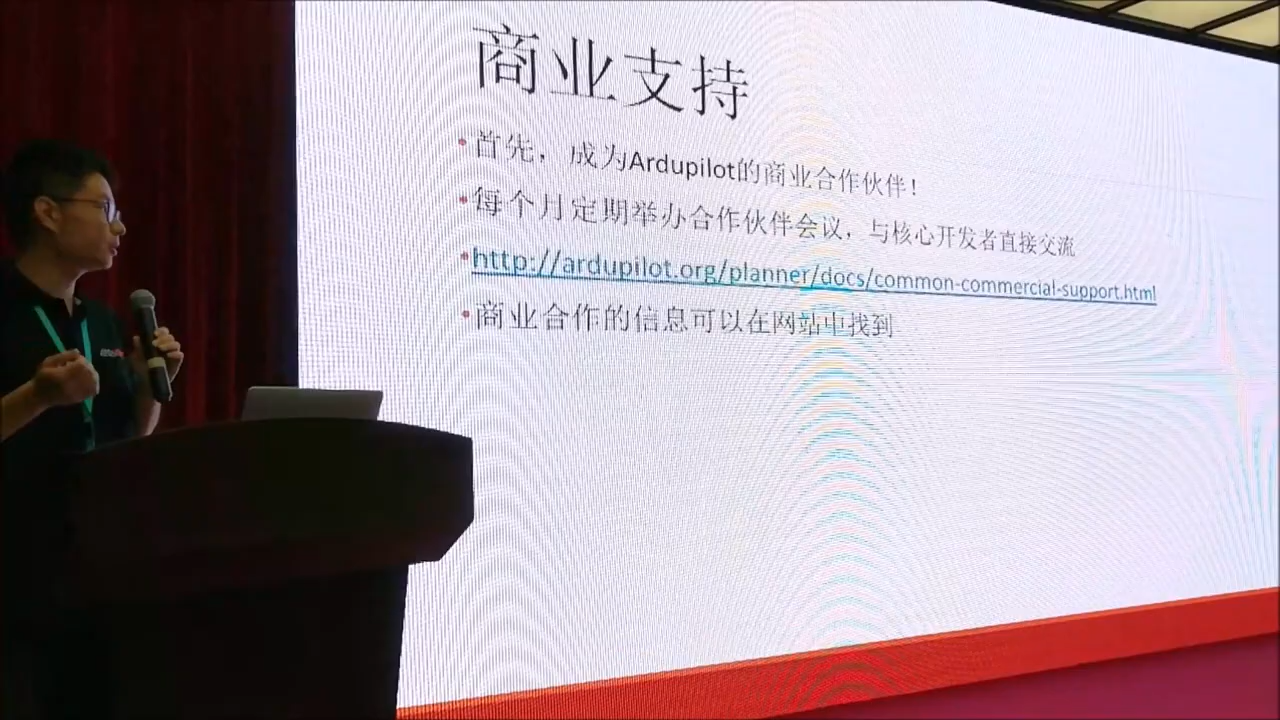 商业支持
•首先，成为Ardupilot的商业合作伙伴！
•每个月定期举办合作伙伴会议，与核心开发者直接交流
•http://ardupilot.org/planner/docs/common-commercial-support.html
•商业合作的信息可以在网站中找到